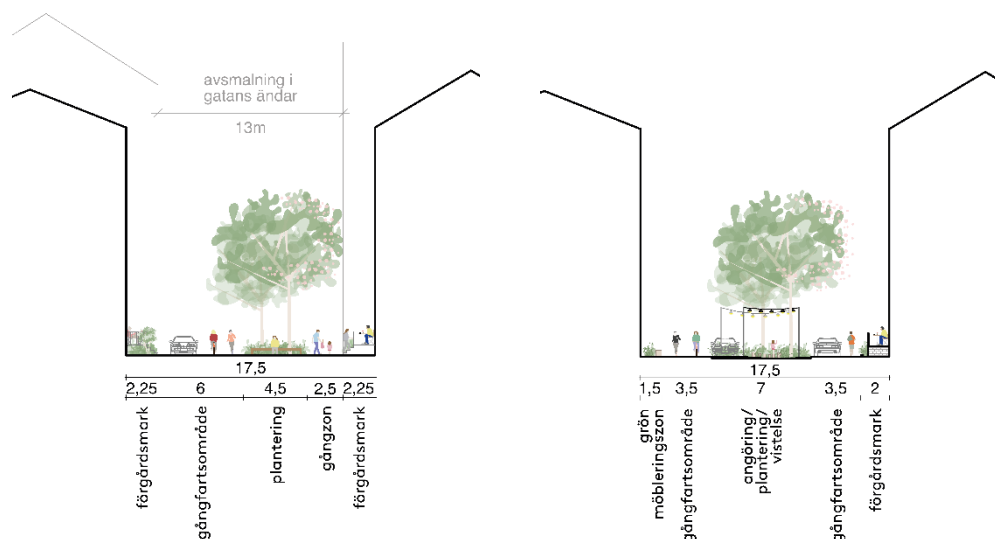 avsmalning i
gatans ändar
13m
17,5
2,25 6 4,5 2,5 2,25
förgårdsmark
gångfartsområde
plantering
gångzon
förgårdsmark
17,5
1,5 3,5 7 3,5 2
grön
möbleringszon
gångfartsområde
angöring/
plantering/
vistelse
gångfartsområde
förgårdsmark